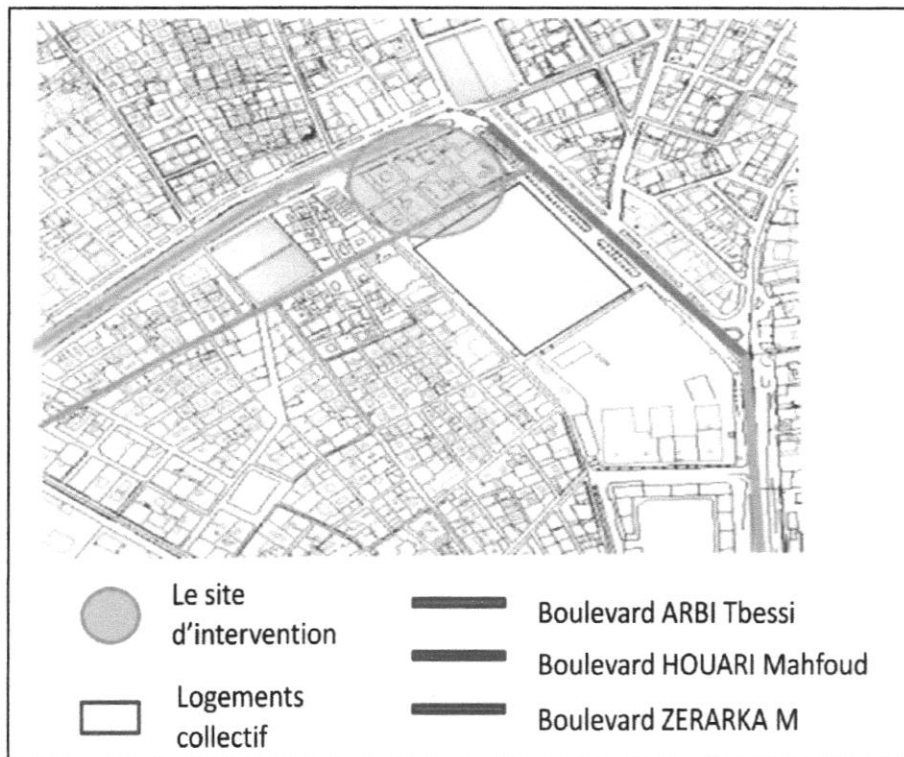 Le site
d'intervention
Logements
collectif
Boulevard ARBI Tbessi
Boulevard HOUARI Mahfoud
Boulevard ZERARKA M